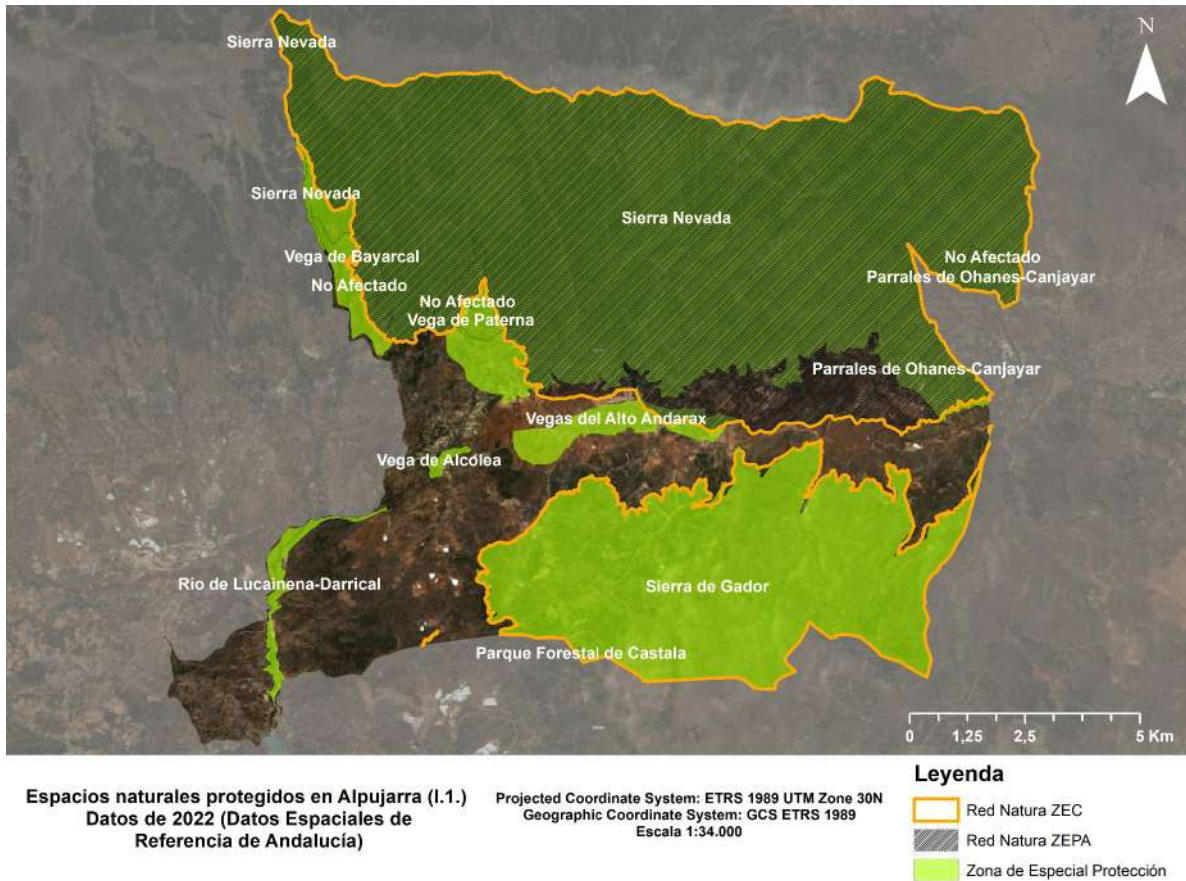 Sierra Nevada
N
Sierra Nevada
Sierra Nevada
Vega de Bayarcal
No Afectado
No Afectado
Parrales de Ohanes-Canjayar
No Afectado
Vega de Paterna
Parrales de Ohanes-Canjayar
Vegas del Alto Andarax
Vega de Alcolea
Rio de Lucainena-Darrical
Sierra de Gador
Parque Forestal de Castala
0 1,25 2,5 5 Km
Espacios naturales protegidos en Alpujarra (I.1.)
Datos de 2022 (Datos Espaciales de
Referencia de Andalucía)
Projected Coordinate System: ETRS 1989 UTM Zone 30N
Geographic Coordinate System: GCS ETRS 1989
Escala 1:34.000
Leyenda
Red Natura ZEC
Red Natura ZEPA
Zona de Especial Protección